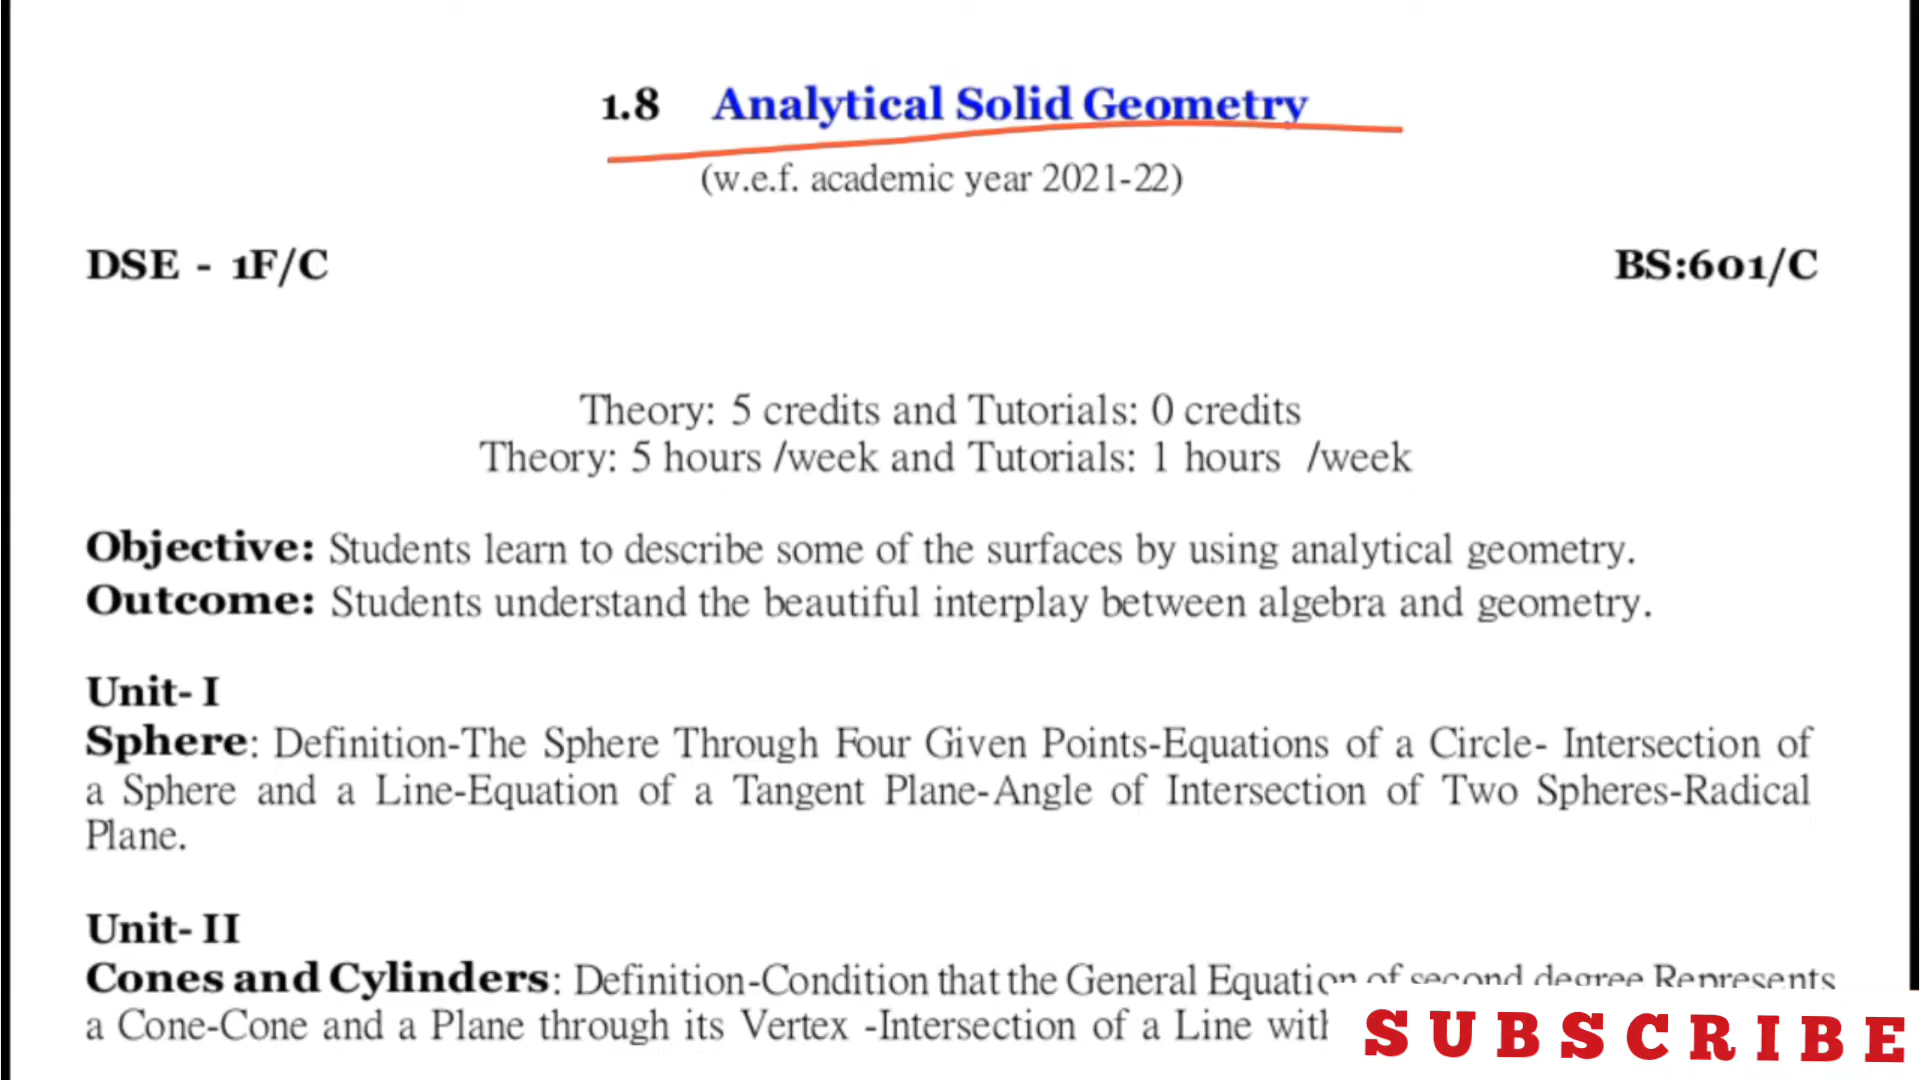 1.8 Analytical Solid Geometry
(w.e.f. academic year 2021-22)
DSE - 1F/C BS:601/C
Theory: 5 credits and Tutorials: 0 credits
Theory: 5 hours /week and Tutorials: 1 hours /week
Objective: Students learn to describe some of the surfaces by using analytical geometry.
Outcome: Students understand the beautiful interplay between algebra and geometry.
Unit- I
Sphere: Definition-The Sphere Through Four Given Points-Equations of a Circle- Intersection of
a Sphere and a Line-Equation of a Tangent Plane-Angle of Intersection of Two Spheres-Radical
Plane.
Unit- II
Cones and Cylinders: Definition-Condition that the General Equation of second degree Represents
a Cone-Cone and a Plane through its Vertex -Intersection of a Line with
SUBSCRIBE